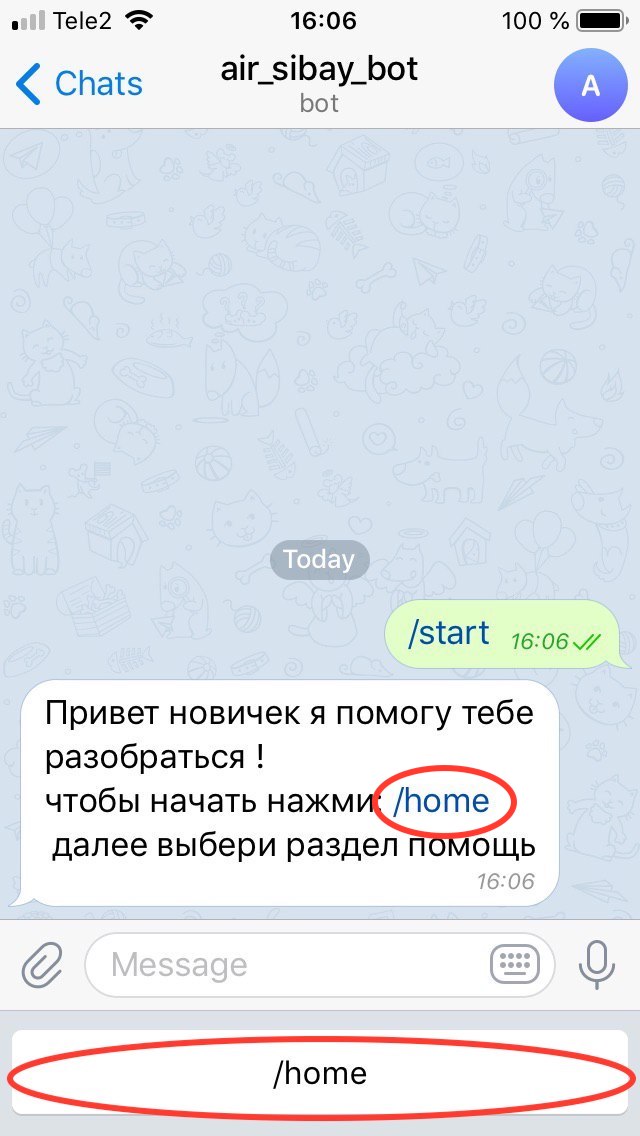 Tele2 16:06 100 %
Chats air_sibay_bot A
bot
Today
/start 16:06
Привет новичек я помогу тебе
разобраться !
чтобы начать нажми: /home
далее выбери раздел помощь
16:06
Message
/home